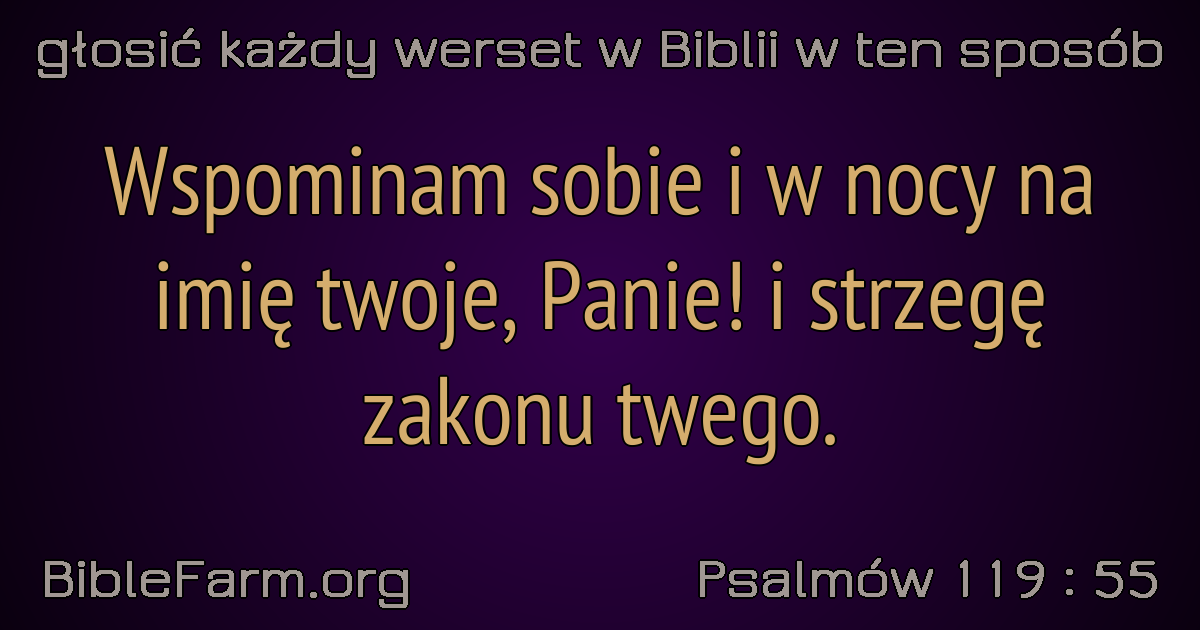 głosić każdy werset w Biblii w ten sposób
Wspominam sobie i w nocy na
imię twoje, Panie! i strzegę
zakonu twego.
BibleFarm.org
Psalmów 119 : 55